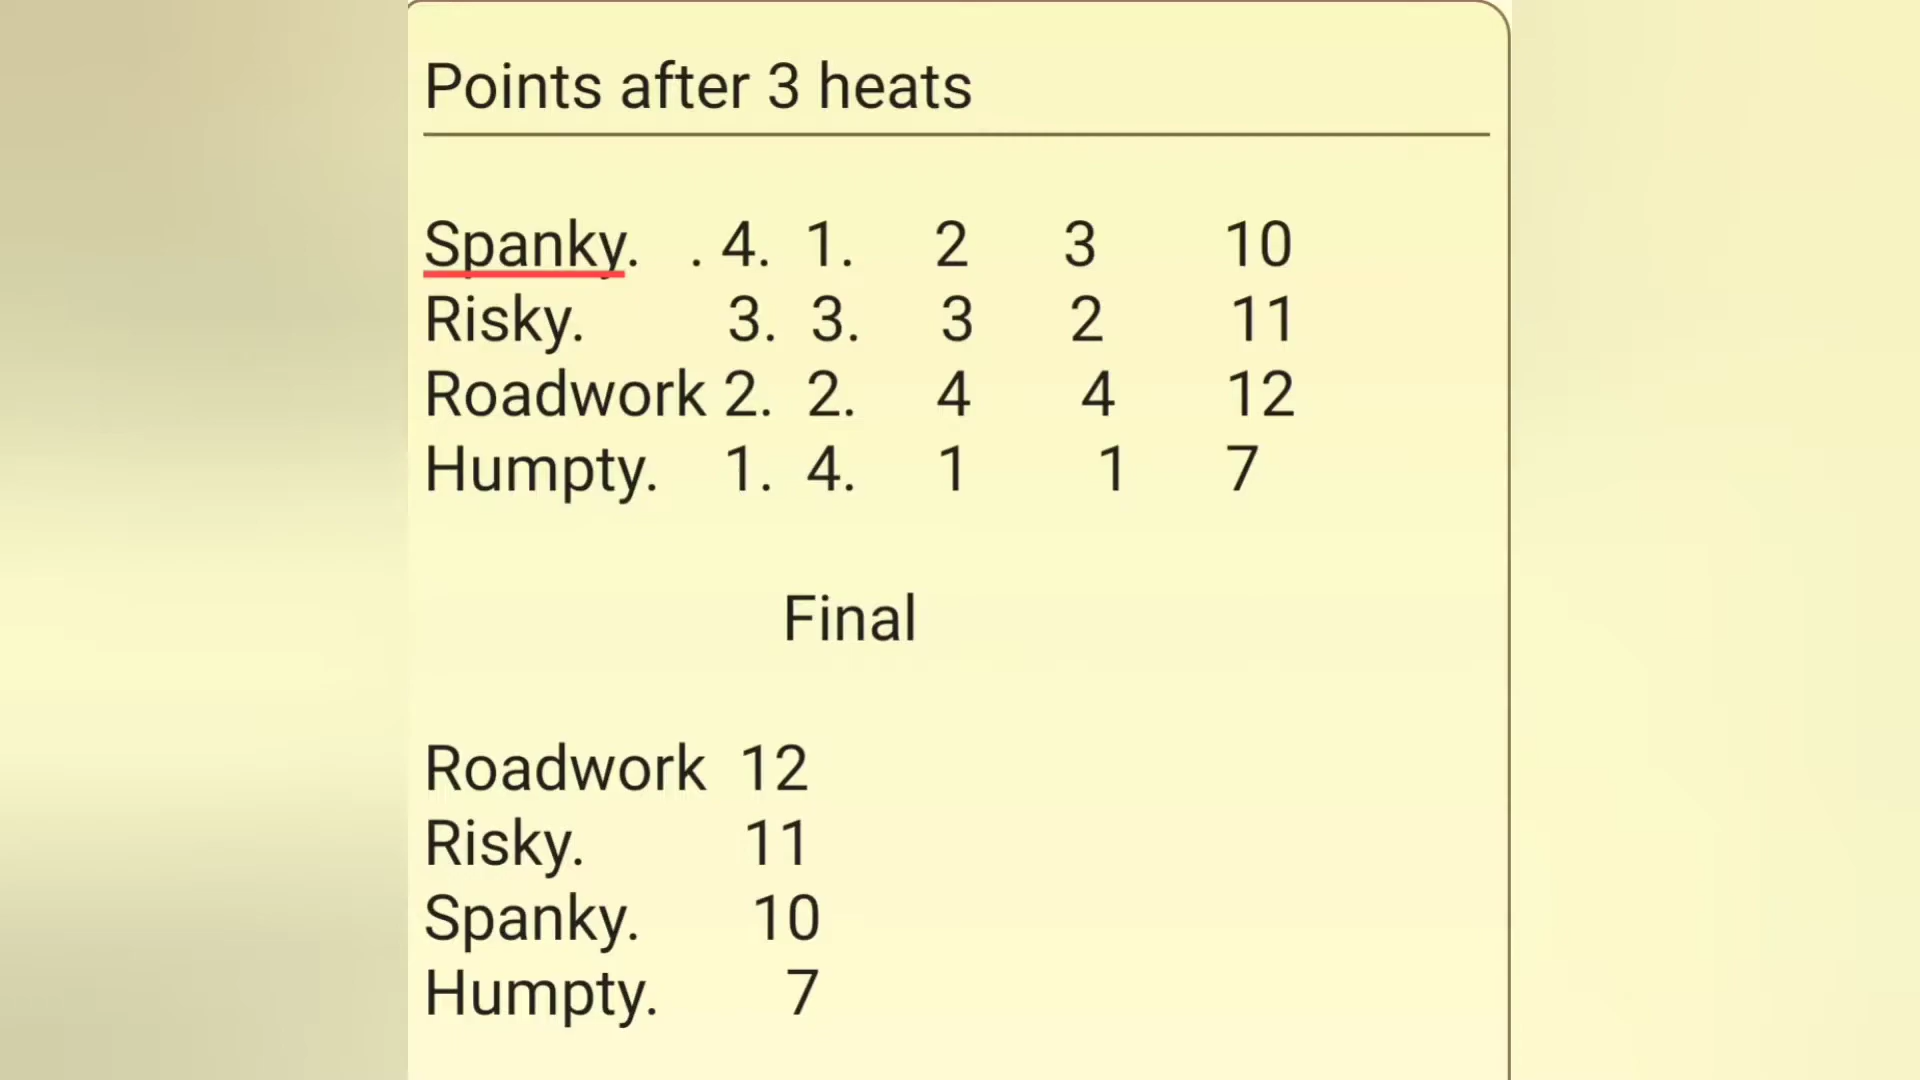 Points after 3 heats
Spanky. . 4. 1. 2 3 10
Risky. 3. 3. 3 2 11
Roadwork 2. 2. 4 4 12
Humpty. 1. 4. 1 1 7
Final
Roadwork 12
Risky. 11
Spanky. 10
Humpty. 7